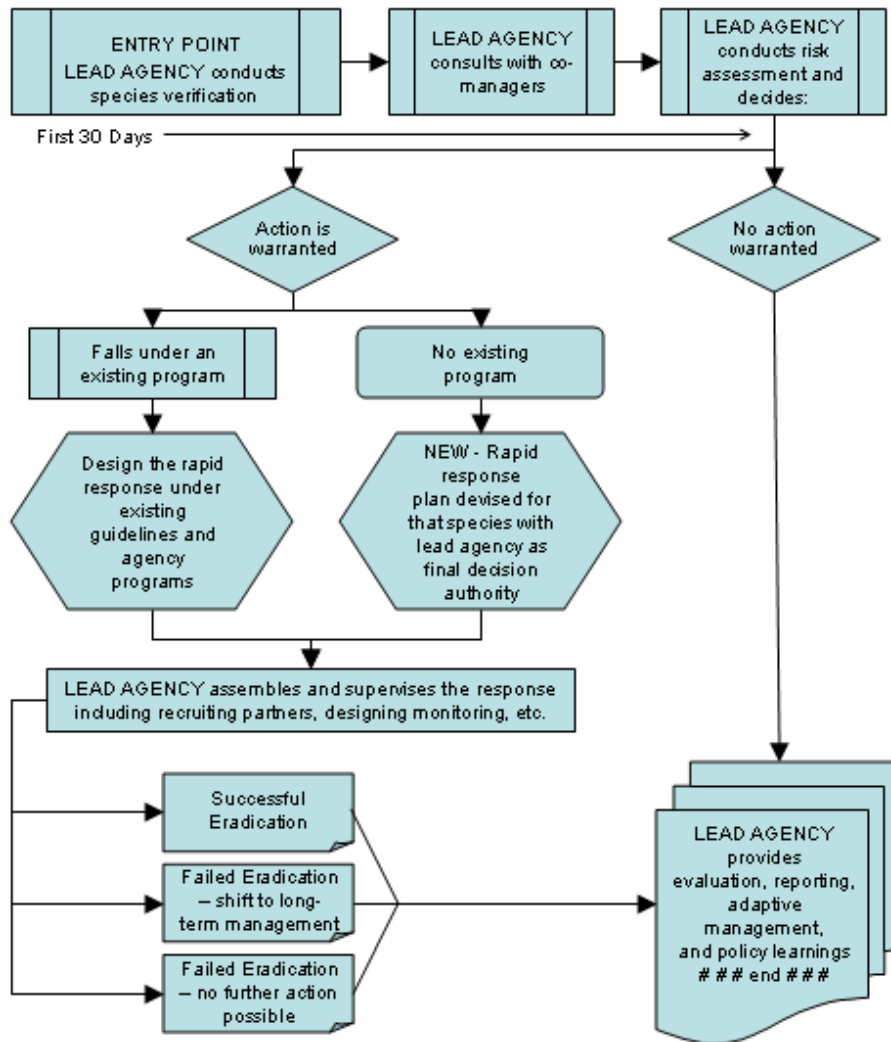 ENTRY POINT
LEAD AGENCY conducts
species verification
LEAD AGENCY
consults with co-
managers
LEAD AGENCY
conducts risk
assessment and
decides:
First 30 Days
Action is
warranted
No action
warranted
Falls under an
existing program
No existing
program
Design the rapid
response under
existing
guidelines and
agency
programs
NEW - Rapid
response
plan devised for
that species with
lead agency as
final decision
authority
LEAD AGENCY assembles and supervises the response
including recruiting partners, designing monitoring, etc.
Successful
Eradication
Failed Eradication
– shift to long-
term management
Failed Eradication
– no further action
possible
LEAD AGENCY
provides
evaluation, reporting,
adaptive
management,
and policy learnings
# # # end # # #